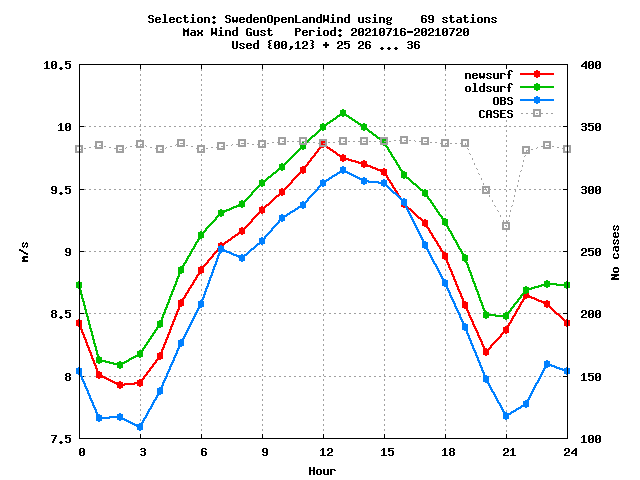 Selection: SwedenOpenLandWind using    69 stations
Max Wind Gust   Period: 20210716-20210720
Used {00,12} + 25 26 ... 36
10.5
10
9.5
9
8.5
8
7.5
m/s
newsurf
oldsurf
OBS
CASES
400
350
300
250
200
150
100
No cases
0 3 6 9 12 15 18 21 24
Hour